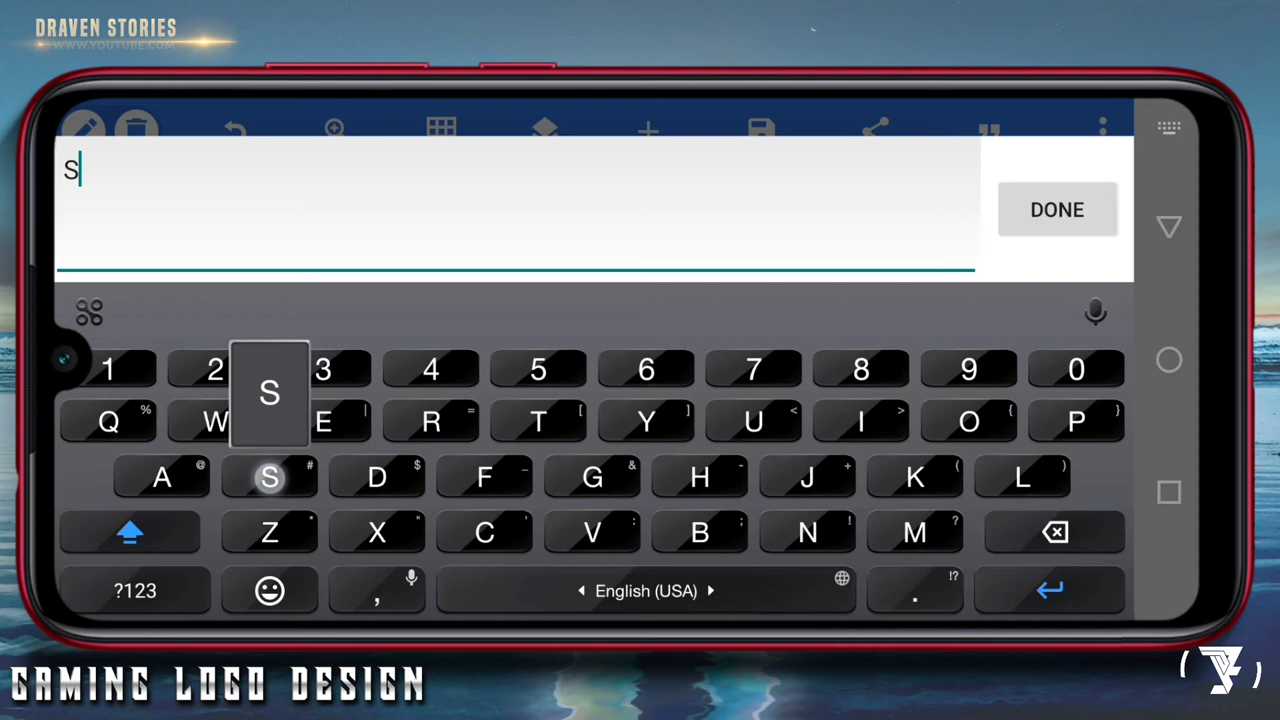 DRAVEN STORIES
WWW.YOUTUBE.COM
S
DONE
S
1 2 3 4 5 6 7 8 9 0
Q % W E | R = T [ Y ] U < I > O { P }
A @ S # D $ F _ G & H - J + K ( L )
Z * X " C ' V : B ; N ! M ?
?123 , English (USA) . !?
GAMING LOGO DESIGN